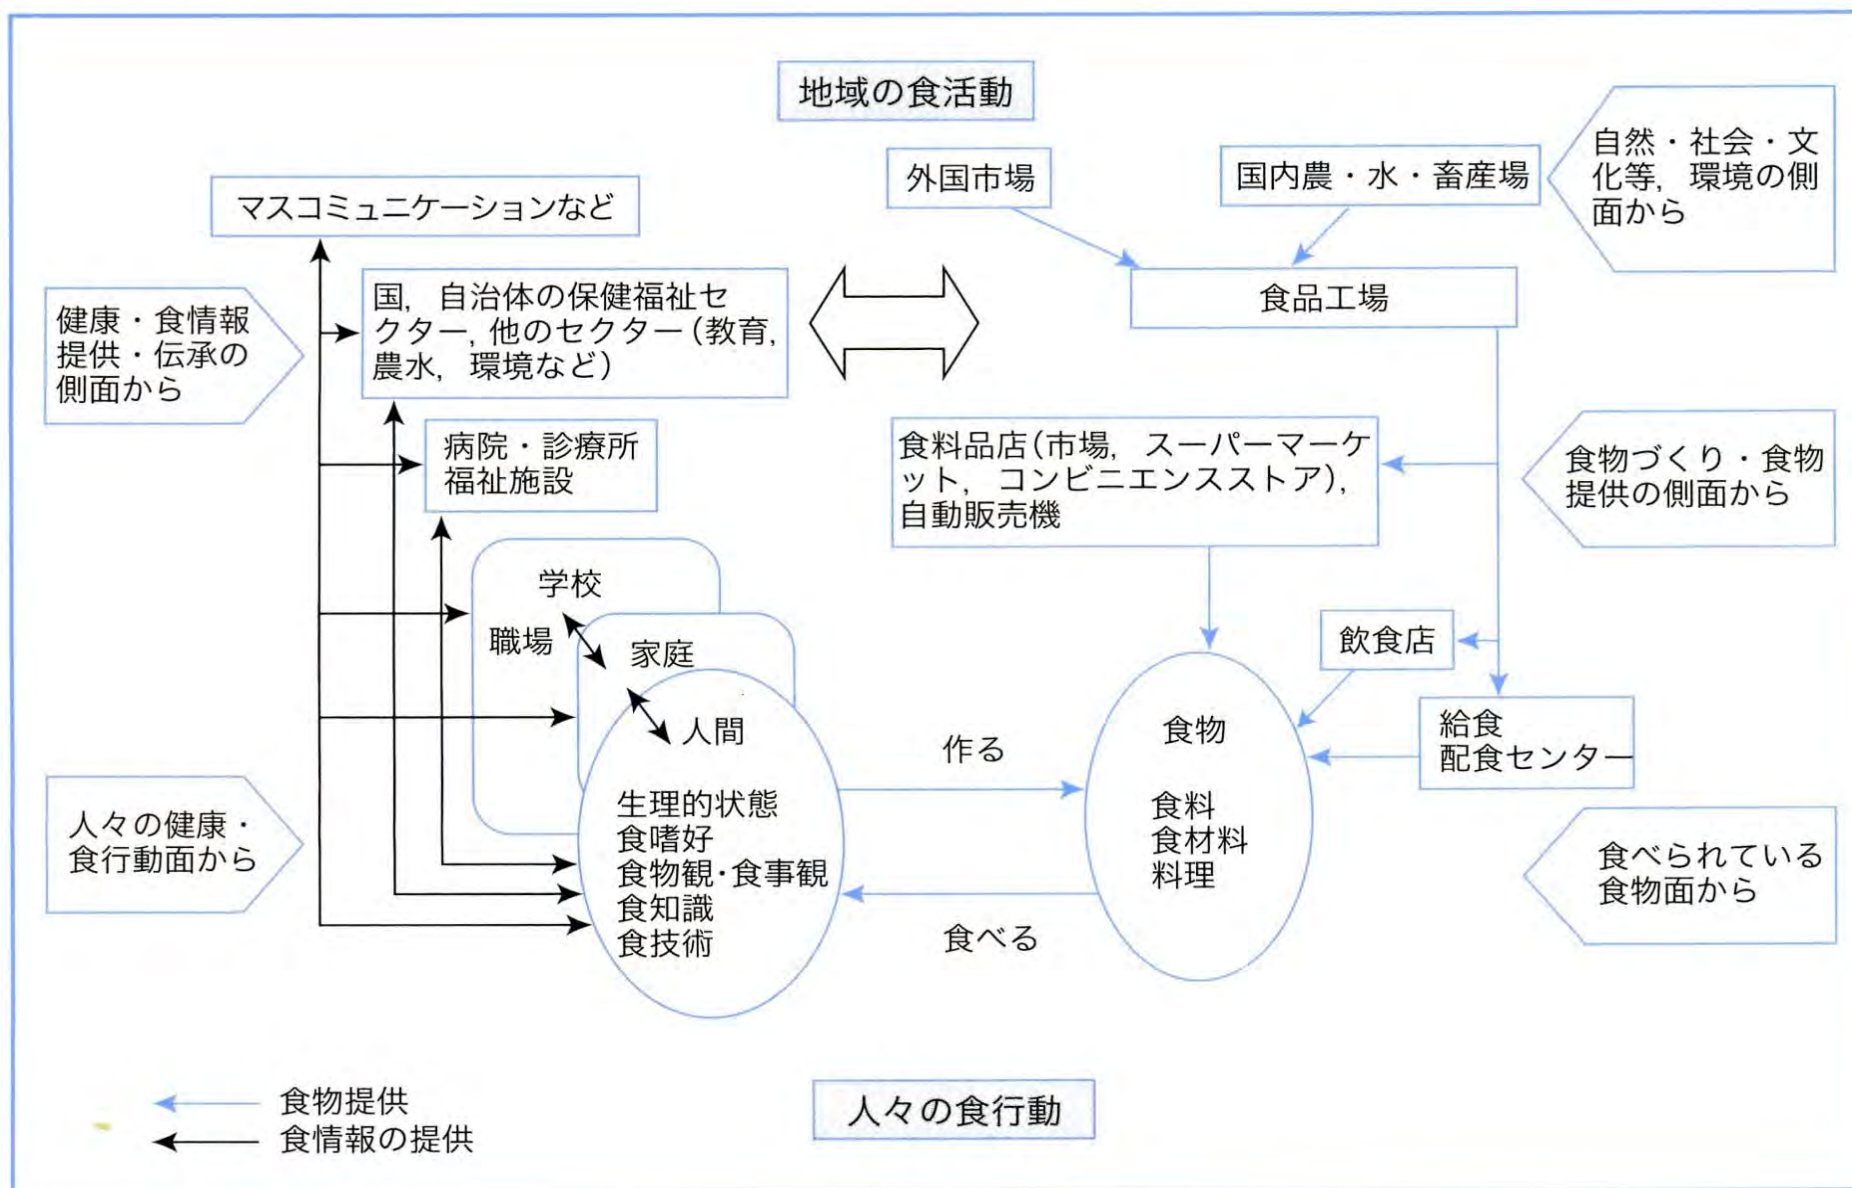 地域の食活動
外国市場
国内農・水・畜産場
自然・社会・文
化等,環境の側
面から
マスコミュニケーションなど
食品工場
健康・食情報
提供・伝承の
側面から
国,自治体の保健福祉セ
クター,他のセクター(教育,
農水,環境など)
病院・診療所
福祉施設
食料品店(市場,スーパーマーケ
ット,コンビニエンスストア),
自動販売機
食物づくり・食物
提供の側面から
学校
職場
家庭
飲食店
人間
生理的状態
食嗜好
食物観・食事観
食知識
食技術
作る
食べる
食物
食料
食材料
料理
給食
配食センター
人々の健康・
食行動面から
食べられている
食物面から
食物提供
食情報の提供
人々の食行動